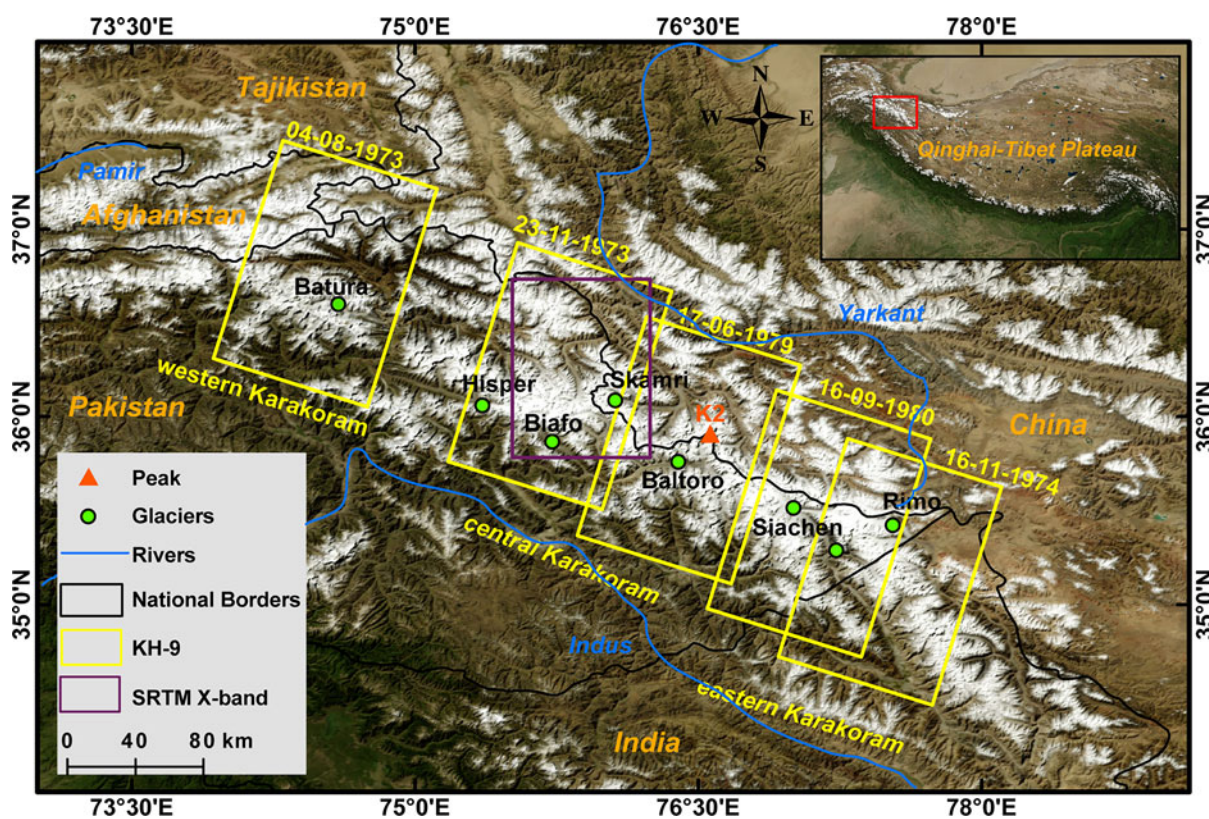 73°30'E 75°0'E 76°30'E 78°0'E
Tajikistan
N
W E
S
Qinghai-Tibet Plateau
04-08-1973
Pamir
Afghanistan
37°0'N 37°0'N
23-11-1973
Batura
17-06-1979
Yarkant
western Karakoram
Hisper
Skamri
Pakistan
36°0'N 36°0'N
Biafo
K2
16-09-1980
China
Baltoro
16-11-1974
Rimo
Siachen
central Karakoram
35°0'N 35°0'N
Indus
eastern Karakoram
India
Peak
Glaciers
Rivers
National Borders
KH-9
SRTM X-band
0 40 80 km
73°30'E 75°0'E 76°30'E 78°0'E